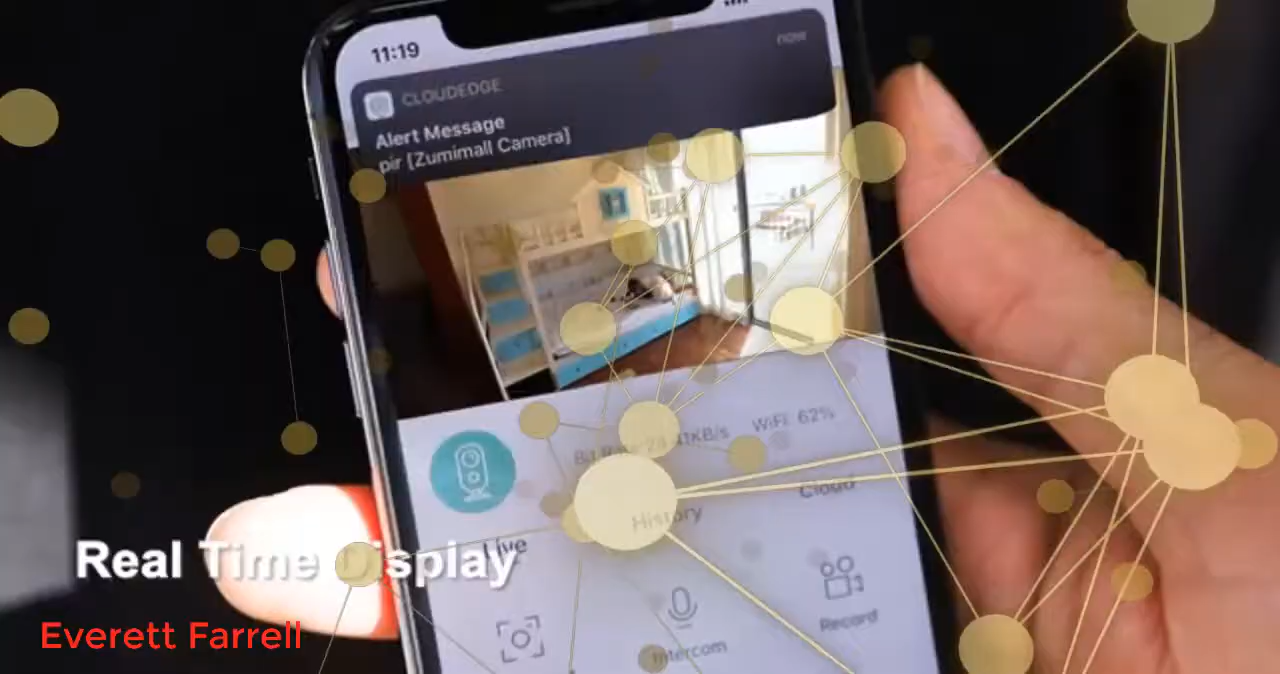 11:19
now
CLOUDEDGE
Alert Message
pir [Zumimall Camera]
WiFi: 62%
Cloud
History
Live
Real Time Display
Record
Intercom
Everett Farrell